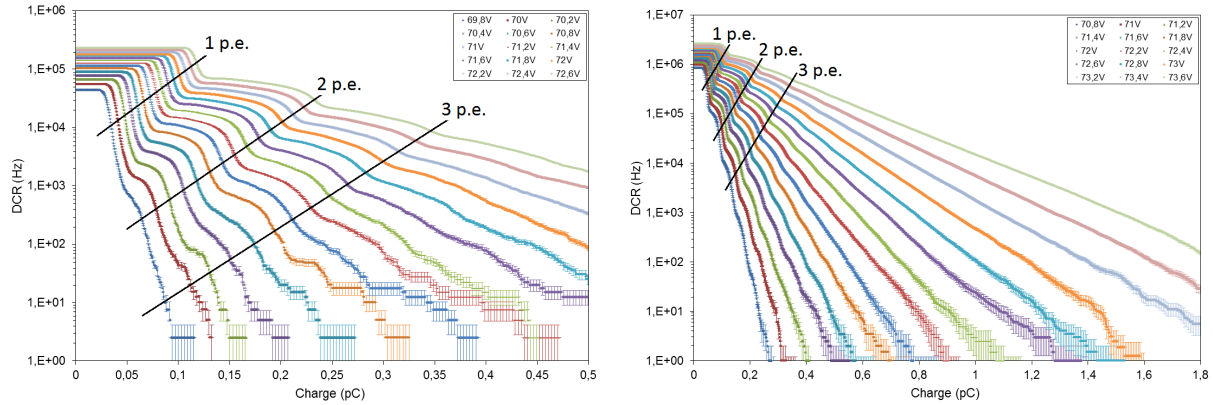 1,E+06
1,E+05
1,E+04
1,E+03
1,E+02
1,E+01
1,E+00
DCR (Hz)
0 0,05 0,1 0,15 0,2 0,25 0,3 0,35 0,4 0,45 0,5
Charge (pC)
1 p.e.
2 p.e.
3 p.e.
69,8V 70V 70,2V
70,4V 70,6V 70,8V
71V 71,2V 71,4V
71,6V 71,8V 72V
72,2V 72,4V 72,6V
1,E+07
1,E+06
1,E+05
1,E+04
1,E+03
1,E+02
1,E+01
1,E+00
DCR (Hz)
0 0,2 0,4 0,6 0,8 1 1,2 1,4 1,6 1,8
Charge (pC)
1 p.e.
2 p.e.
3 p.e.
70,8V 71V 71,2V
71,4V 71,6V 71,8V
72V 72,2V 72,4V
72,6V 72,8V 73V
73,2V 73,4V 73,6V